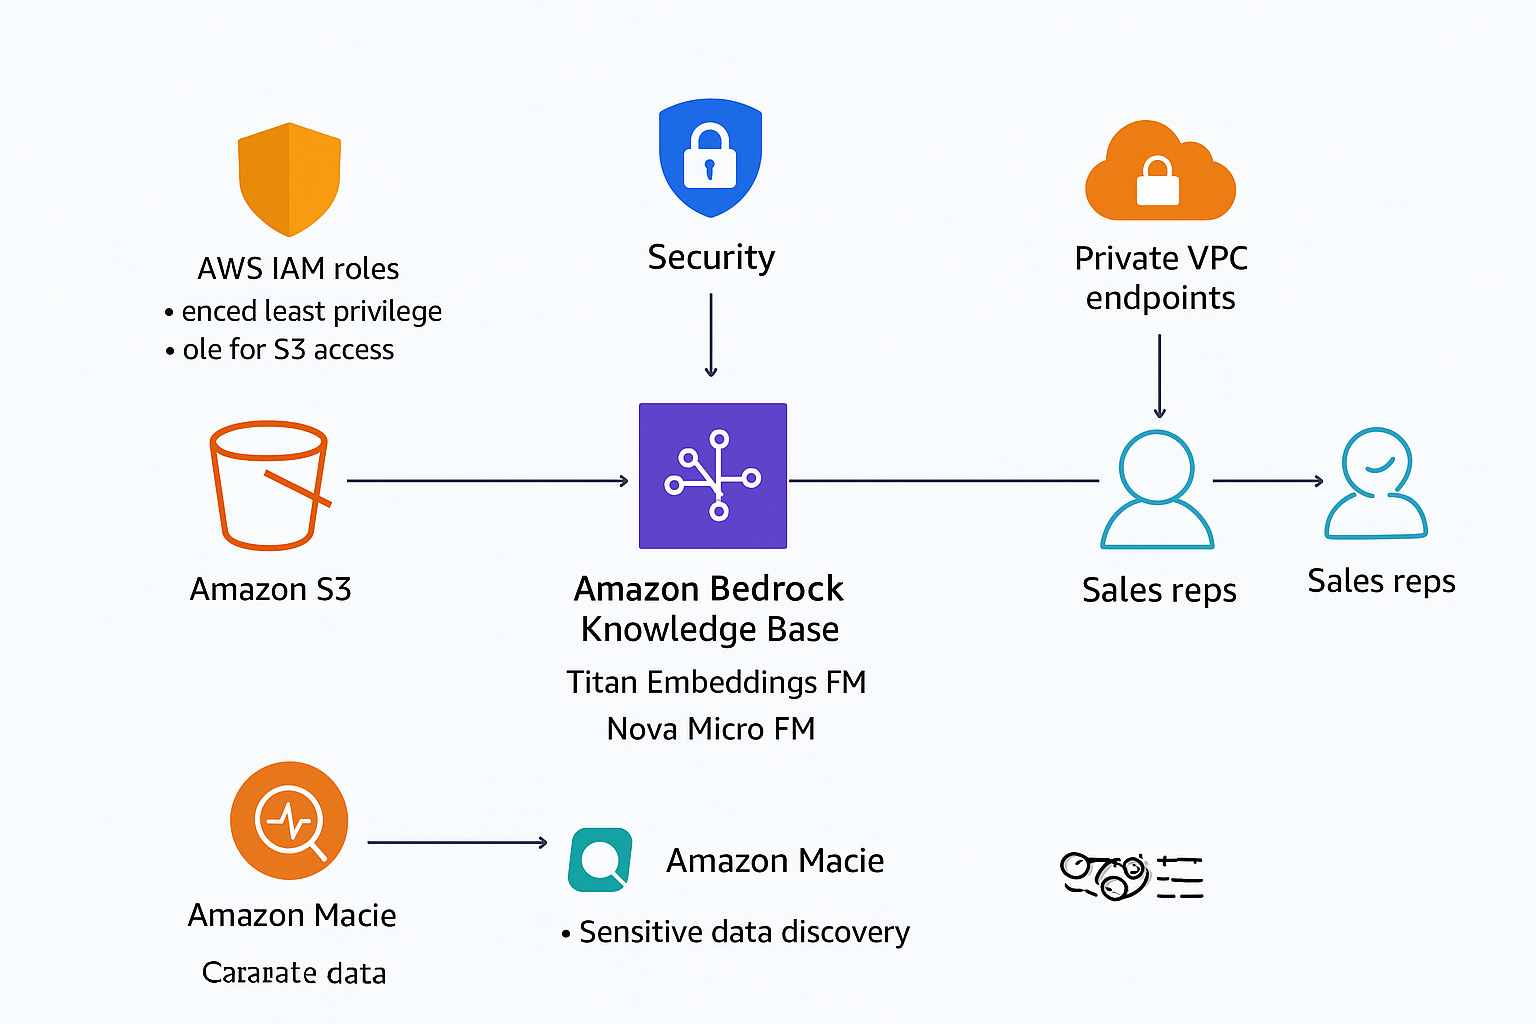 AWS IAM roles
• enced least privilege
• ole for S3 access
Security
Private VPC
endpoints
Amazon S3
Amazon Bedrock
Knowledge Base
Titan Embeddings FM
Nova Micro FM
Sales reps
Sales reps
Amazon Macie
Cararate data
Amazon Macie
• Sensitive data discovery